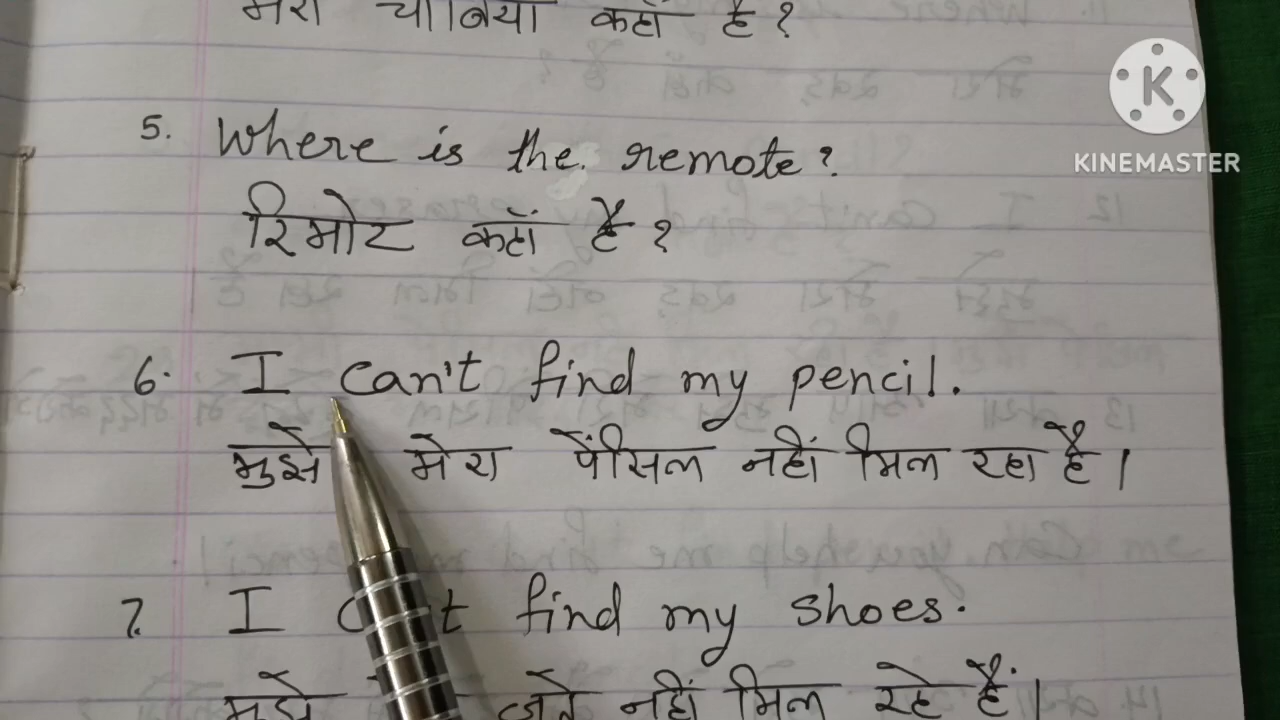 मेरी चाबियाँ कहाँ हैं?
5. Where is the remote?
रिमोट कहाँ है?
6. I can't find my pencil.
मुझे मेरा पेंसिल नहीं मिल रहा है।
7. I find my shoes.
मुझे जूते नहीं मिल रहे हैं।
K
KINEMASTER